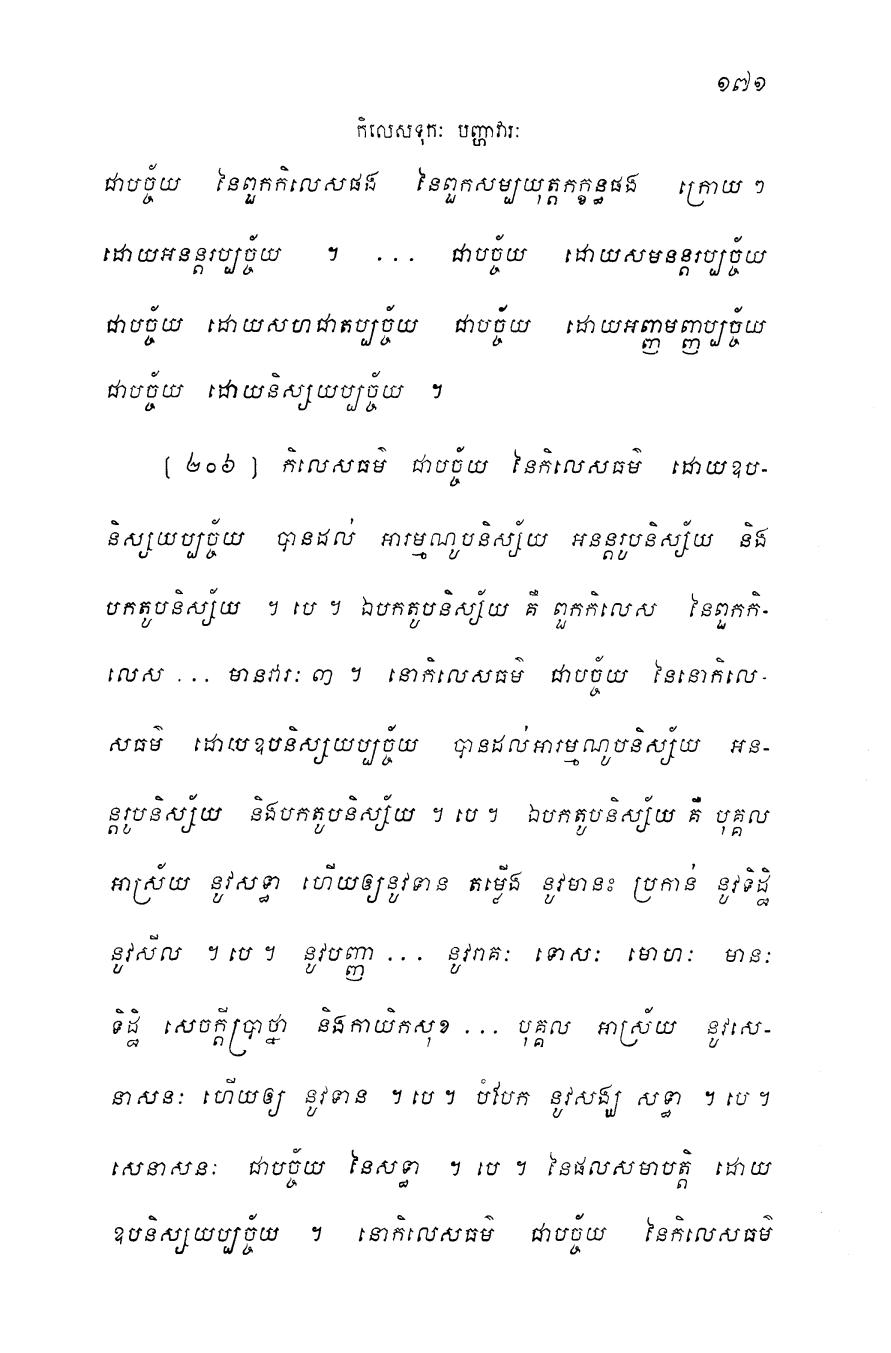 ១៧១
កិលេសទុកៈ បញ្ហាវារៈ
ជាបច្ច័យ នៃពួកកិលេសផង នៃពួកសម្បយុត្តកក្ខន្ធផង ក្រោយ ៗ
ដោយអនន្តរប្បច្ច័យ ។ ... ជាបច្ច័យ ដោយសមនន្តរប្បច្ច័យ
ជាបច្ច័យ ដោយសហជាតប្បច្ច័យ ជាបច្ច័យ ដោយអញ្ញមញ្ញប្បច្ច័យ
ជាបច្ច័យ ដោយនិស្សយប្បច្ច័យ ។
[ ២០៦ ] កិលេសធម៌ ជាបច្ច័យ នៃកិលេសធម៌ ដោយឧប-
និស្សយប្បច្ច័យ បានដល់ អារម្មណូបនិស្ស័យ អនន្តរូបនិស្ស័យ និង
បកតូបនិស្ស័យ ។ បេ ។ ឯបកតូបនិស្ស័យ គឺ ពួកកិលេស នៃពួកកិ-
លេស ... មានវារៈ ៣ ។ នោកិលេសធម៌ ជាបច្ច័យ នៃនោកិលេ-
សធម៌ ដោយឧបនិស្សយប្បច្ច័យ បានដល់អារម្មណូបនិស្ស័យ អន-
ន្តរូបនិស្ស័យ និងបកតូបនិស្ស័យ ។ បេ ។ ឯបកតូបនិស្ស័យ គឺ បុគ្គល
អាស្រ័យ នូវសទ្ធា ហើយឲ្យនូវទាន តម្លើង នូវមានះ ប្រកាន់ នូវទិដ្ឋិ
នូវសីល ។ បេ ។ នូវបញ្ញា ... នូវរាគៈ ទោសៈ មោហៈ មានៈ
ទិដ្ឋិ សេចក្តីប្រាថ្នា និងកាយិកសុខ ... បុគ្គល អាស្រ័យ នូវសេ-
នាសនៈ ហើយឲ្យ នូវទាន ។ បេ ។ បំបែក នូវសង្ឃ សទ្ធា ។ បេ ។
សេនាសនៈ ជាបច្ច័យ នៃសទ្ធា ។ បេ ។ នៃផលសមាបត្តិ ដោយ
ឧបនិស្សយប្បច្ច័យ ។ នោកិលេសធម៌ ជាបច្ច័យ នៃកិលេសធម៌